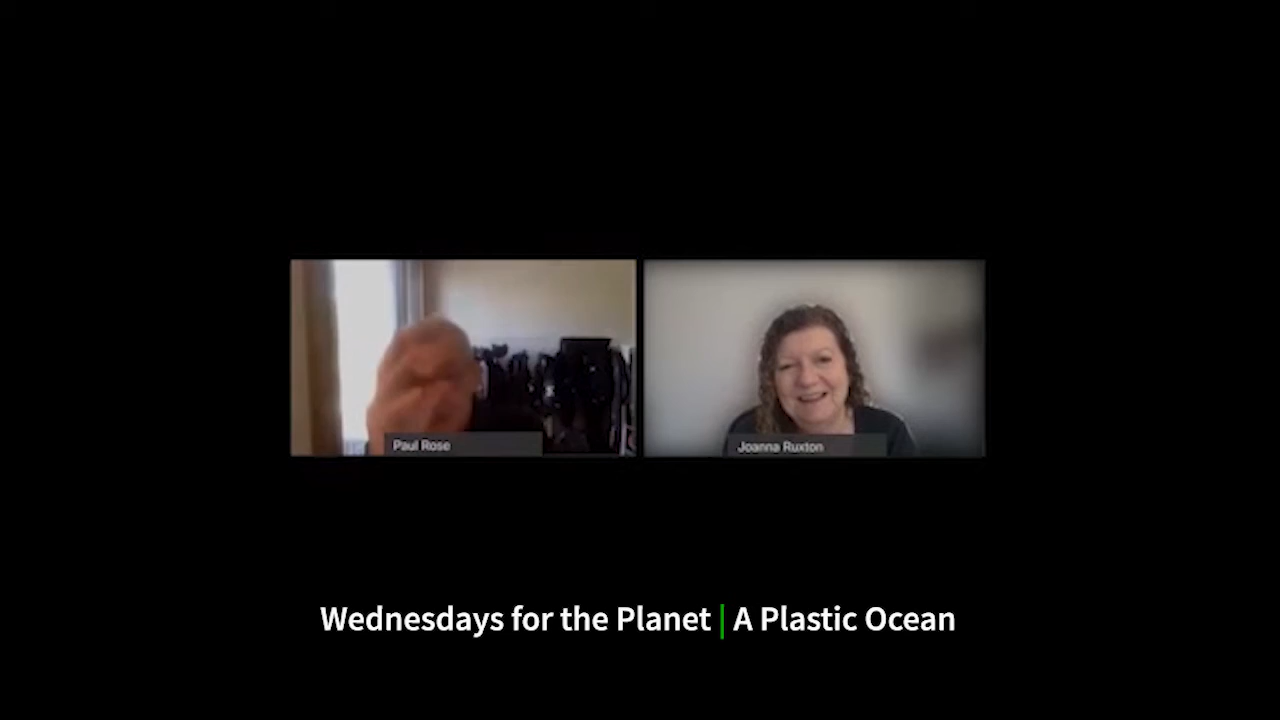 Paul Rose
Joanna Ruxton
Wednesdays for the Planet | A Plastic Ocean